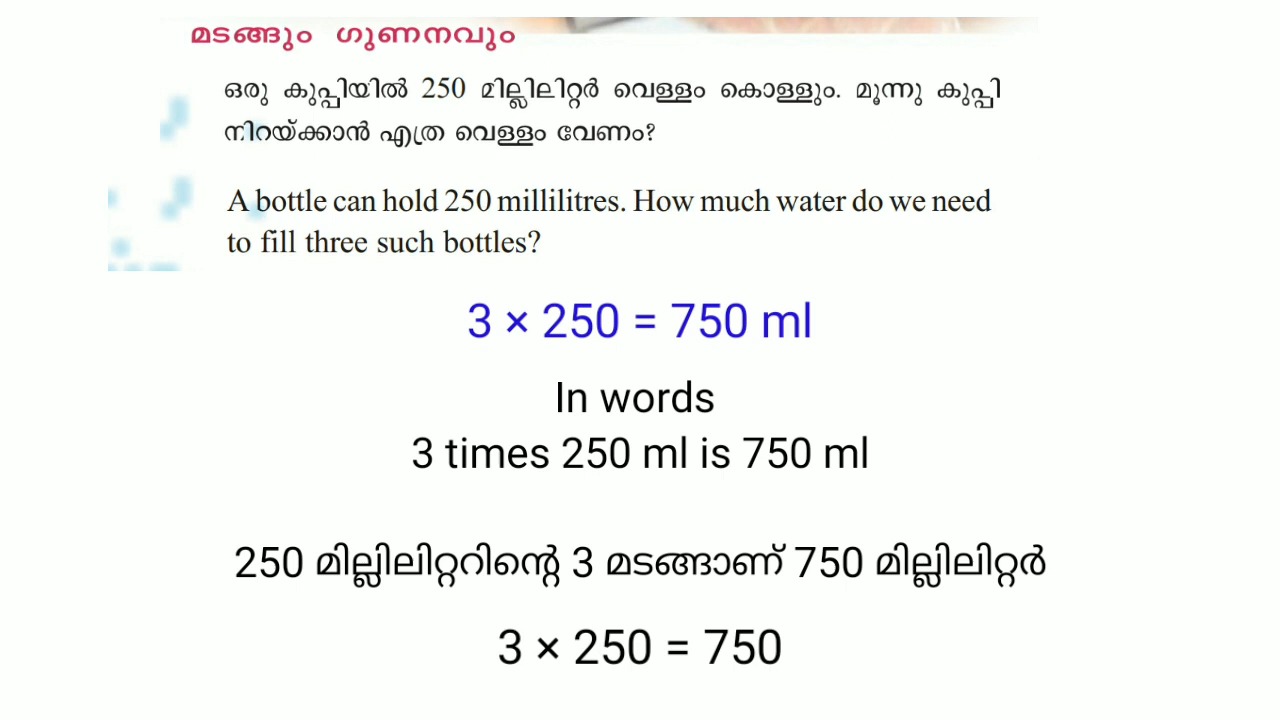 മടങ്ങും ഗുണനവും
ഒരു കുപ്പിയിൽ 250 മില്ലിലിറ്റർ വെള്ളം കൊള്ളും. മൂന്നു കുപ്പി
നിറയ്ക്കാൻ എത്ര വെള്ളം വേണം?
A bottle can hold 250 millilitres. How much water do we need
to fill three such bottles?
3 × 250 = 750 ml
In words
3 times 250 ml is 750 ml
250 മില്ലിലിറ്ററിന്റെ 3 മടങ്ങാണ് 750 മില്ലിലിറ്റർ
3 × 250 = 750